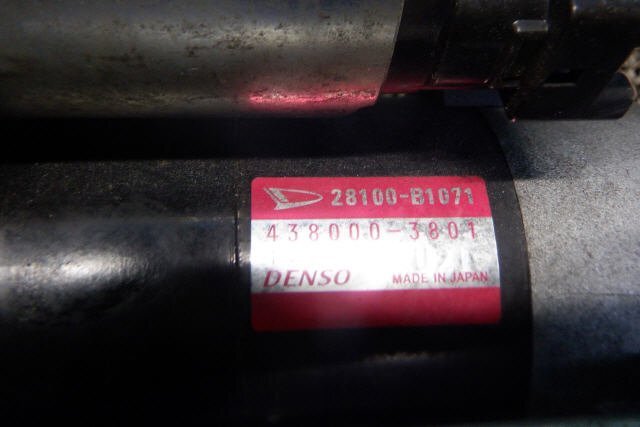 28100-B1071
438000-3801
DENSO MADE IN JAPAN